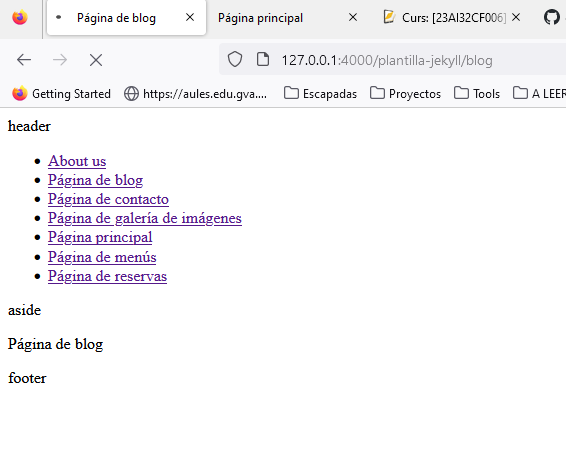 Página de blog
Página principal
Curs: [23AI32CF006]
127.0.0.1:4000/plantilla-jekyll/blog
Getting Started
https://aules.edu.gva....
Escapadas
Proyectos
Tools
A LEER
header
About us
Página de blog
Página de contacto
Página de galería de imágenes
Página principal
Página de menús
Página de reservas
aside
Página de blog
footer